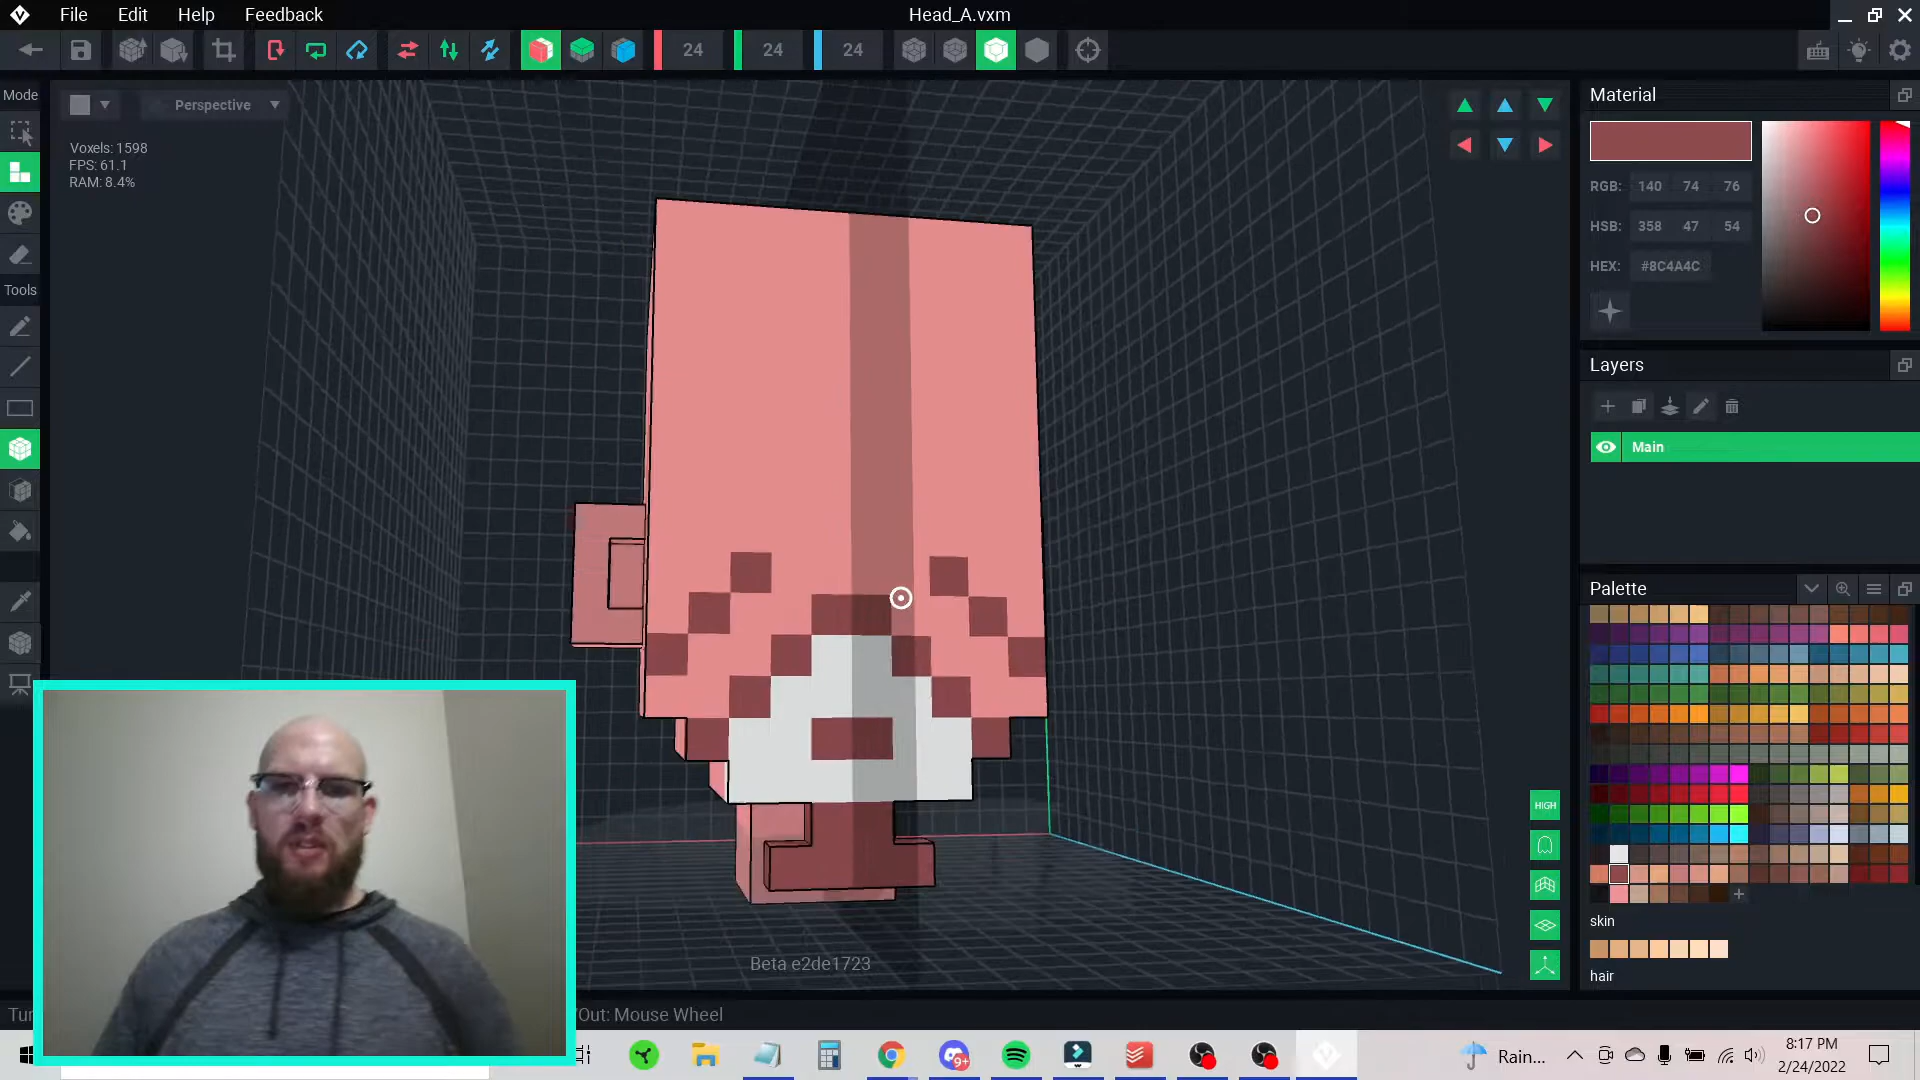 File Edit Help Feedback
Head_A.vxm
24 24 24
Mode
Perspective
Voxels: 1598
FPS: 61.1
RAM: 8.4%
Tools
Material
RGB: 140 74 76
HSB: 358 47 54
HEX: #8C4A4C
Layers
Main
Palette
HIGH
skin
hair
Beta e2de1723
/Out: Mouse Wheel
9+
Rain...
8:17 PM
2/24/2022